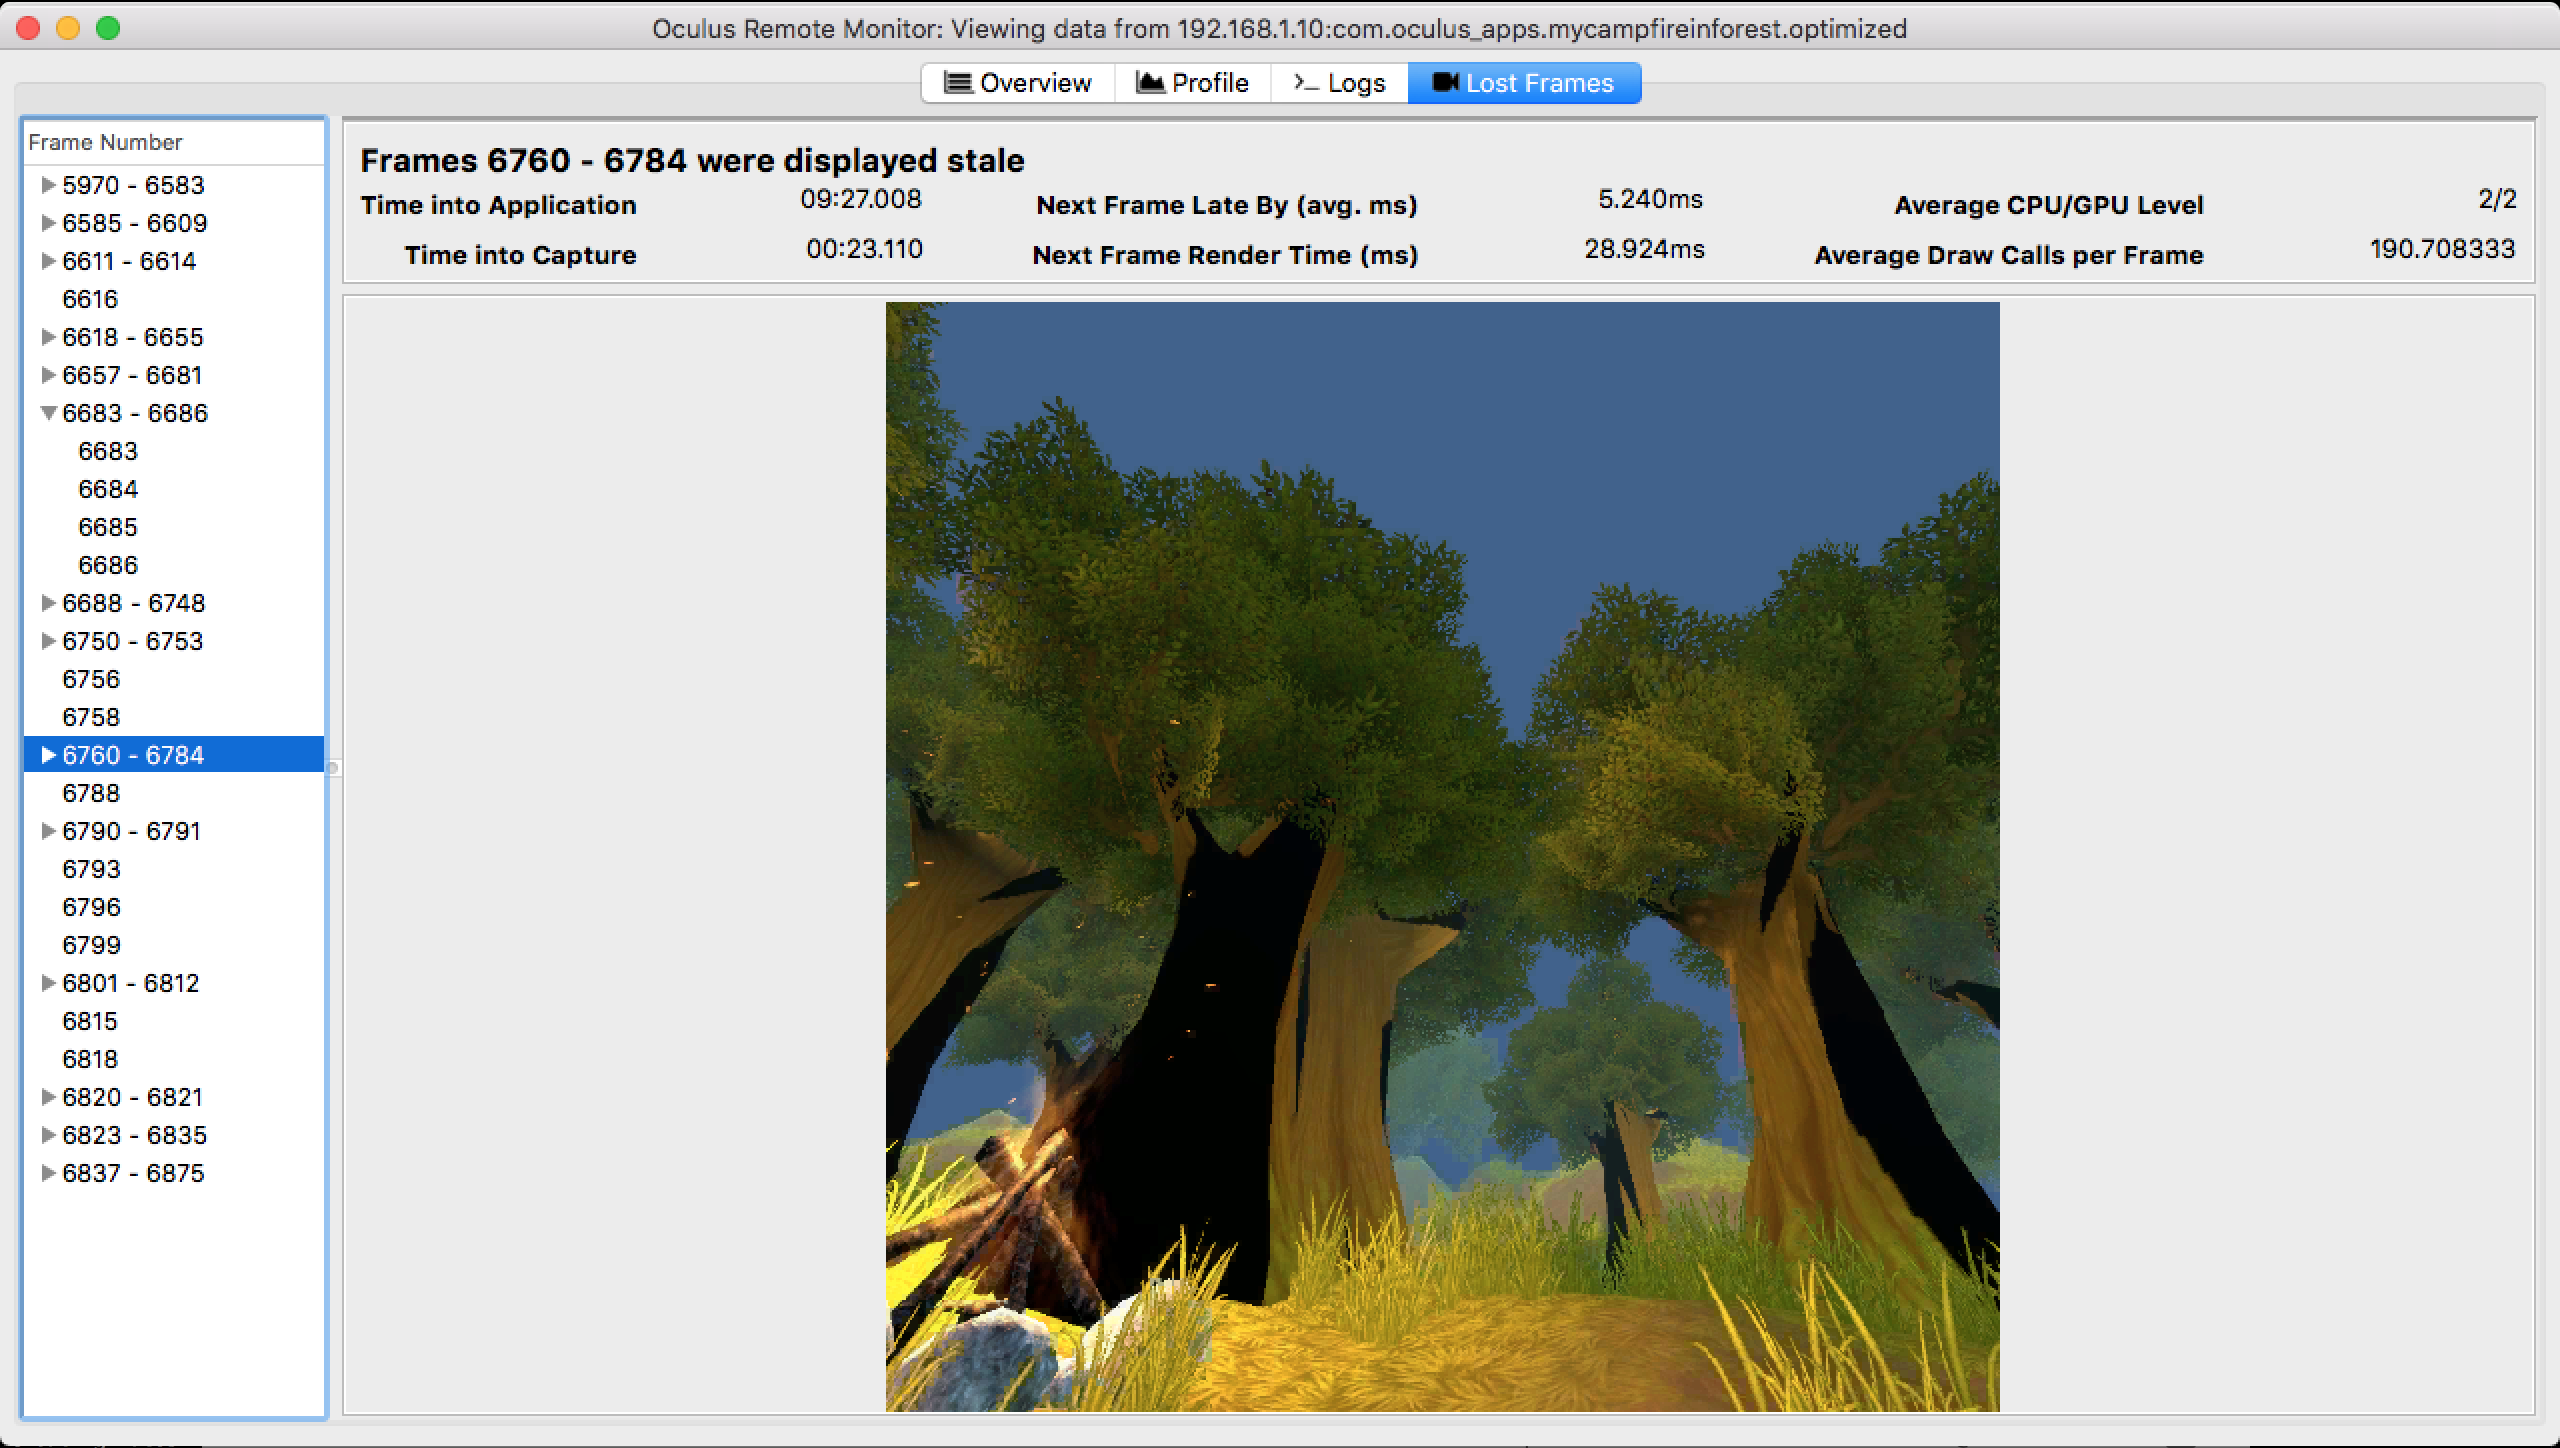 Oculus Remote Monitor: Viewing data from 192.168.1.10:com.oculus_apps.mycampfireinforest.optimized
Overview Profile Logs Lost Frames
Frame Number
5970 - 6583
6585 - 6609
6611 - 6614
6616
6618 - 6655
6657 - 6681
6683 - 6686
6683
6684
6685
6686
6688 - 6748
6750 - 6753
6756
6758
6760 - 6784
6788
6790 - 6791
6793
6796
6799
6801 - 6812
6815
6818
6820 - 6821
6823 - 6835
6837 - 6875
Frames 6760 - 6784 were displayed stale
Time into Application 09:27.008 Next Frame Late By (avg. ms) 5.240ms Average CPU/GPU Level 2/2
Time into Capture 00:23.110 Next Frame Render Time (ms) 28.924ms Average Draw Calls per Frame 190.708333